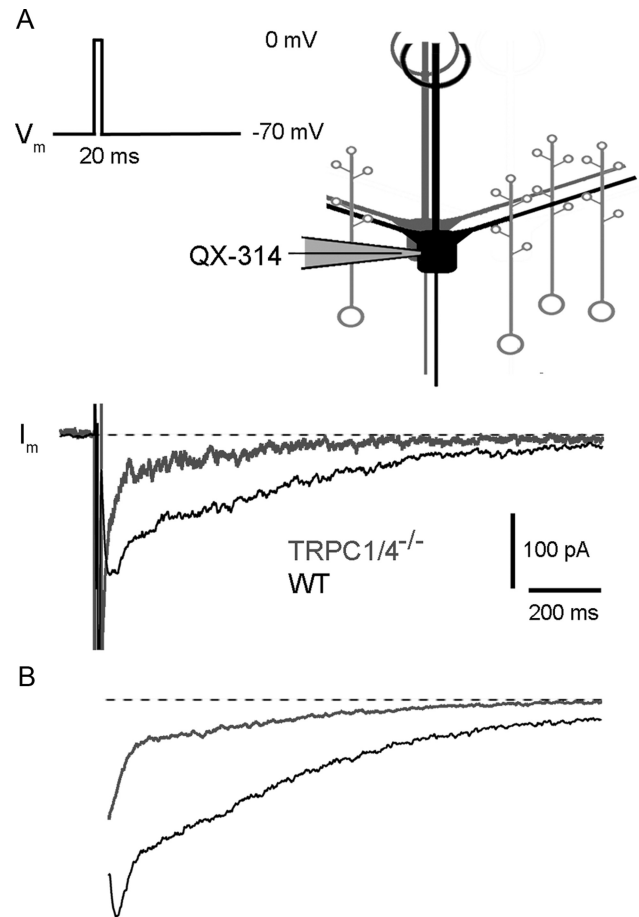 A
0 mV
Vm
-70 mV
20 ms
QX-314
Im
TRPC1/4-/-
WT
100 pA
200 ms
B